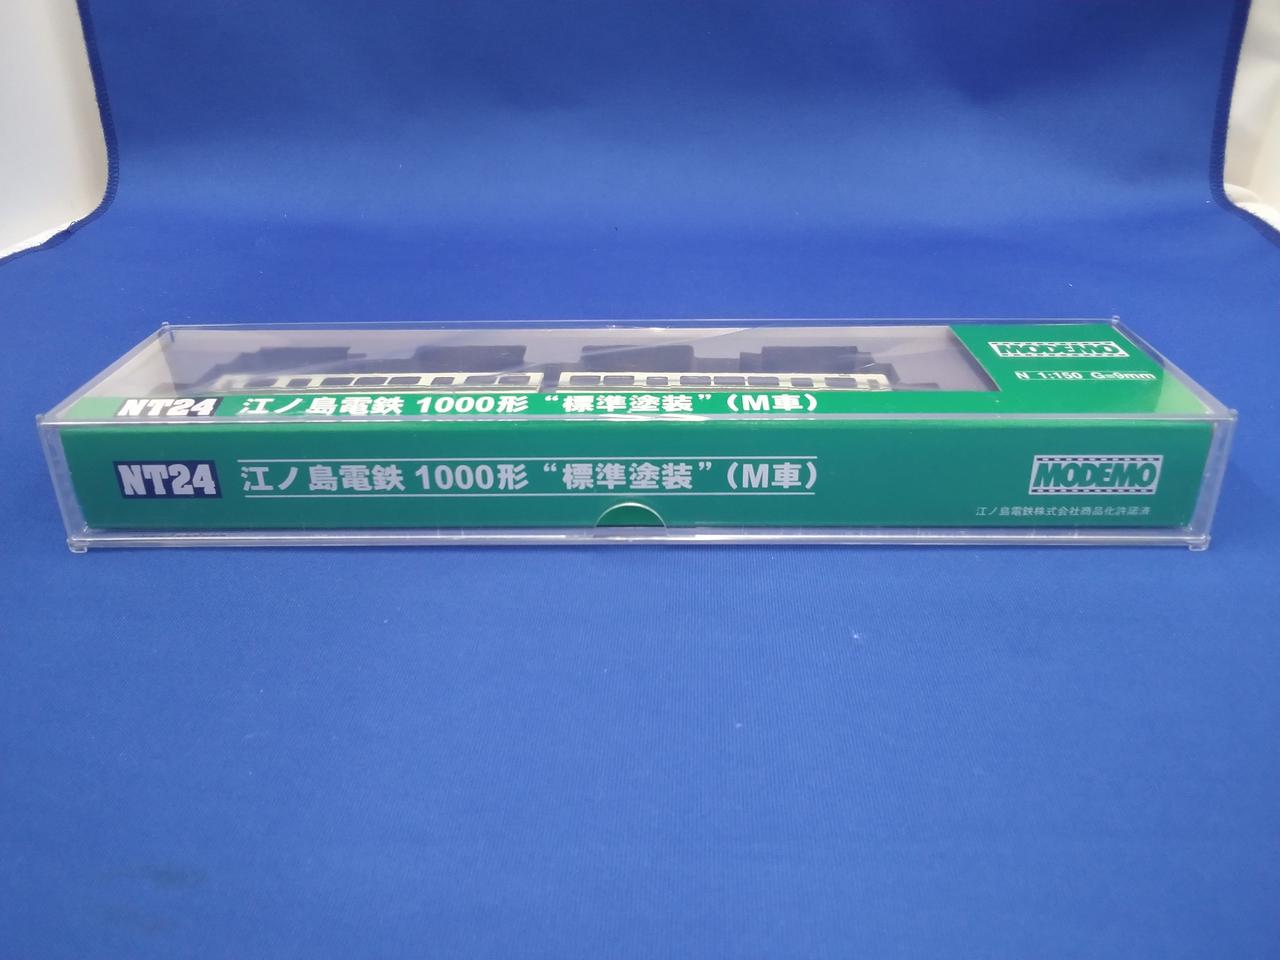 MODEMO
N 1:150 G=9mm
NT24 江ノ島電鉄 1000形 “標準塗装”（M車）
NT24 江ノ島電鉄 1000形 “標準塗装”（M車）
MODEMO
江ノ島電鉄株式会社商品化許諾済